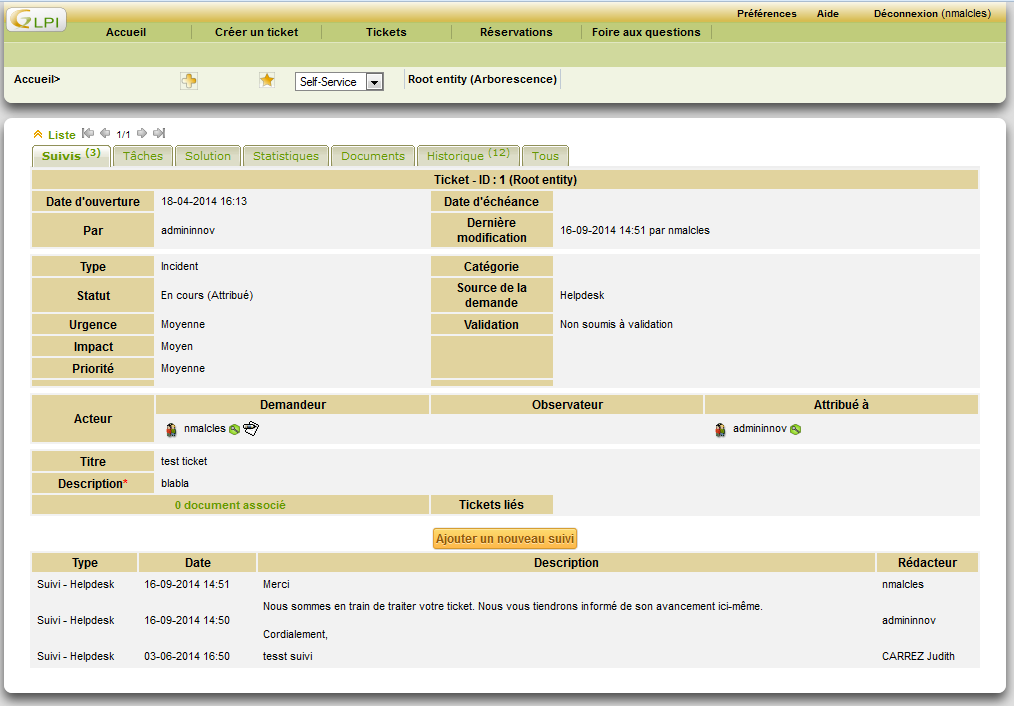 GLPI
Préférences Aide Déconnexion (nmalcles)
Accueil Créer un ticket Tickets Réservations Foire aux questions
Accueil> Self-Service Root entity (Arborescence)
Liste 1/1
Suivis (3) Tâches Solution Statistiques Documents Historique (12) Tous
Ticket - ID : 1 (Root entity)
Date d'ouverture 18-04-2014 16:13 Date d'échéance
Par admininnov Dernière modification 16-09-2014 14:51 par nmalcles
Type Incident Catégorie
Statut En cours (Attribué) Source de la demande Helpdesk
Urgence Moyenne Validation Non soumis à validation
Impact Moyen
Priorité Moyenne
Acteur Demandeur Observateur Attribué à
nmalcles admininnov
Titre test ticket
Description* blabla
0 document associé Tickets liés
Ajouter un nouveau suivi
Type Date Description Rédacteur
Suivi - Helpdesk 16-09-2014 14:51 Merci nmalcles
Nous sommes en train de traiter votre ticket. Nous vous tiendrons informé de son avancement ici-même.
Suivi - Helpdesk 16-09-2014 14:50 admininnov
Cordialement,
Suivi - Helpdesk 03-06-2014 16:50 tesst suivi CARREZ Judith